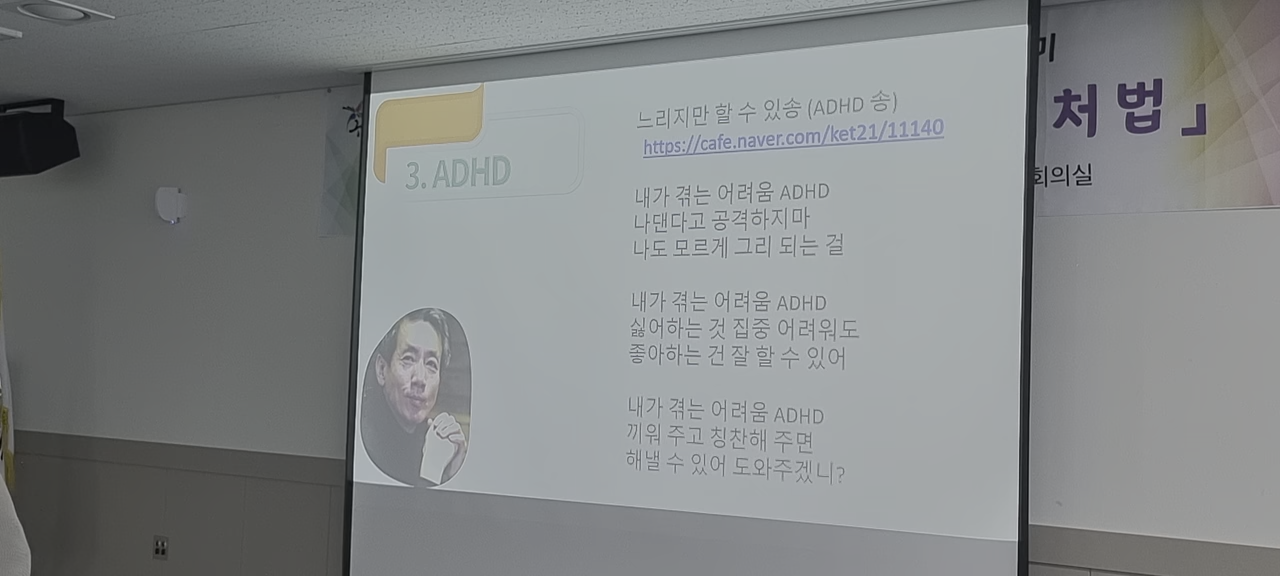 3. ADHD
느리지만 할 수 있송 (ADHD 송)
https://cafe.naver.com/ket21/11140
내가 겪는 어려움 ADHD
나댄다고 공격하지마
나도 모르게 그리 되는 걸
내가 겪는 어려움 ADHD
싫어하는 것 집중 어려워도
좋아하는 건 잘 할 수 있어
내가 겪는 어려움 ADHD
끼워 주고 칭찬해 주면
해낼 수 있어 도와주겠니?
미
처법」
회의실